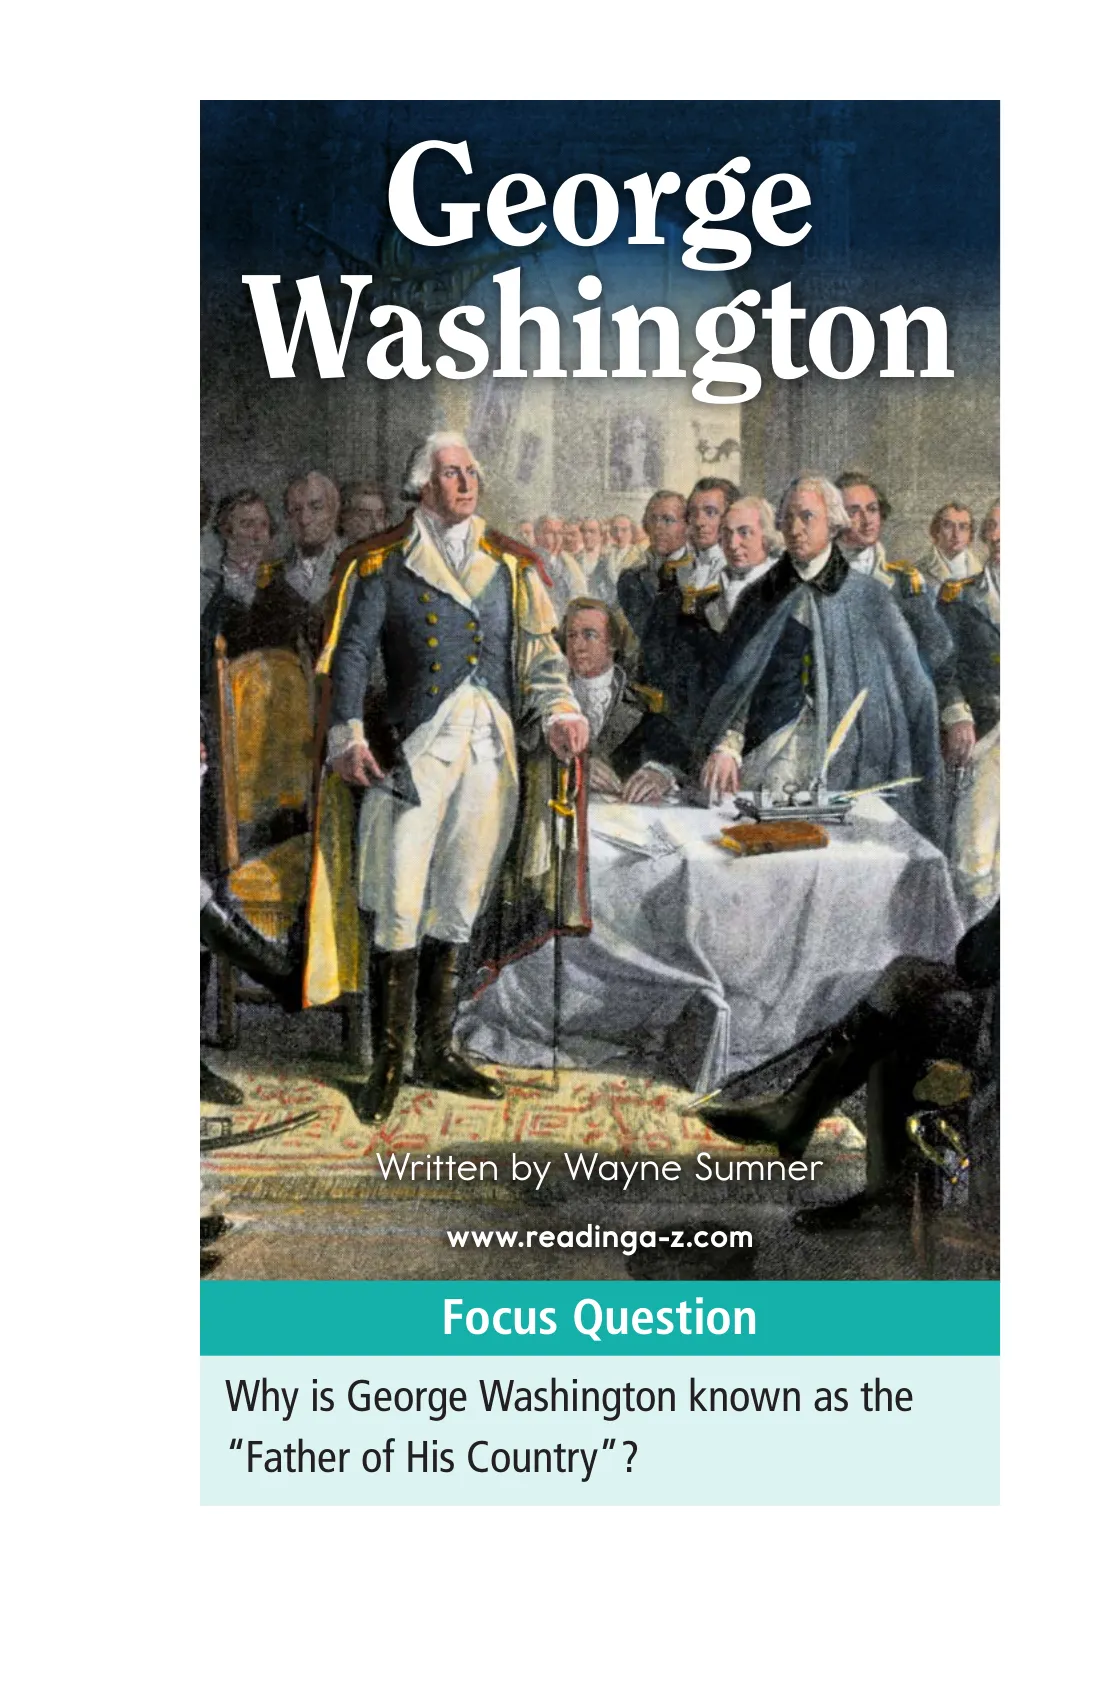 George
Washington
Written by Wayne Sumner
www.readinga-z.com
Focus Question
Why is George Washington known as the
“Father of His Country”?